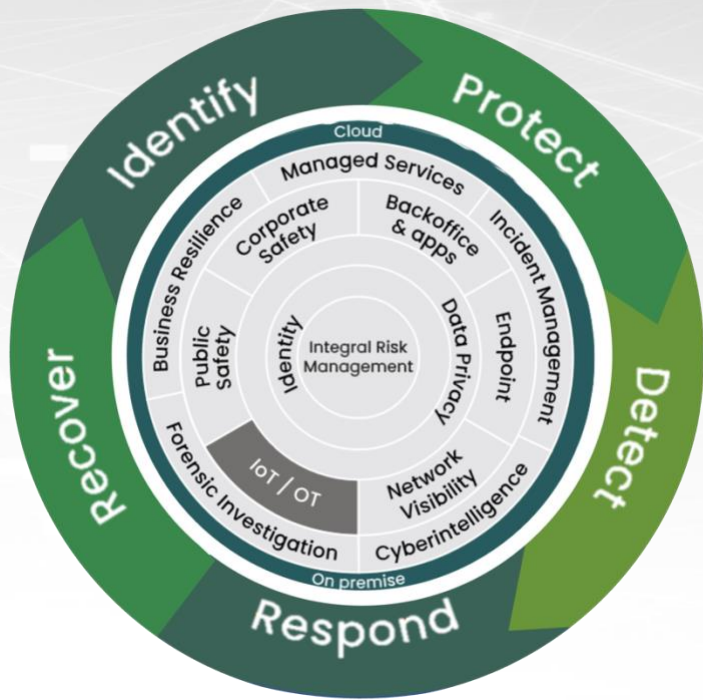 Identify
Protect
Detect
Respond
Recover
Cloud
Managed Services
Incident Management
Cyberintelligence
Forensic Investigation
Business Resilience
Corporate
Safety
Backoffice
& apps
Endpoint
Network
Visibility
IoT / OT
Public
Safety
Identity
Data Privacy
Integral Risk
Management
On premise